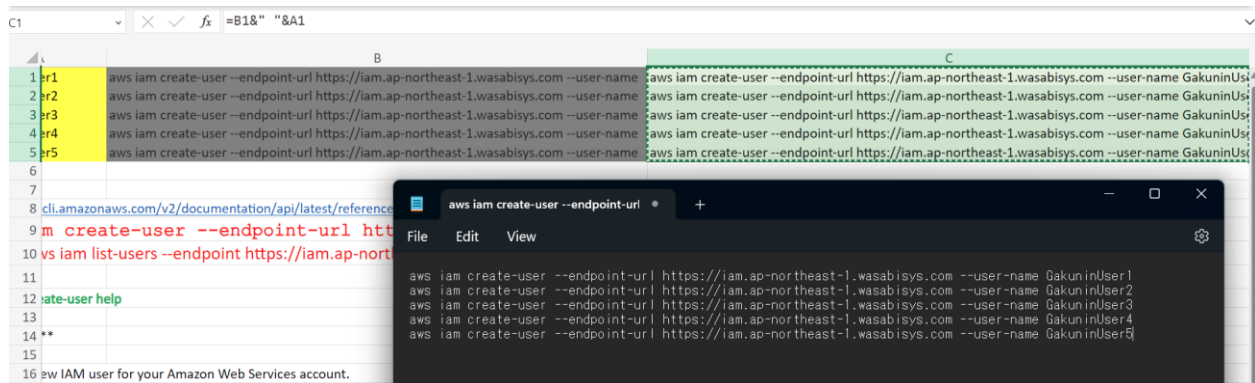 C1 fx =B1&" "&A1
A B C
1 er1 aws iam create-user --endpoint-url https://iam.ap-northeast-1.wasabisys.com --user-name aws iam create-user --endpoint-url https://iam.ap-northeast-1.wasabisys.com --user-name GakuninUs
2 er2 aws iam create-user --endpoint-url https://iam.ap-northeast-1.wasabisys.com --user-name aws iam create-user --endpoint-url https://iam.ap-northeast-1.wasabisys.com --user-name GakuninUs
3 er3 aws iam create-user --endpoint-url https://iam.ap-northeast-1.wasabisys.com --user-name aws iam create-user --endpoint-url https://iam.ap-northeast-1.wasabisys.com --user-name GakuninUs
4 er4 aws iam create-user --endpoint-url https://iam.ap-northeast-1.wasabisys.com --user-name aws iam create-user --endpoint-url https://iam.ap-northeast-1.wasabisys.com --user-name GakuninUs
5 er5 aws iam create-user --endpoint-url https://iam.ap-northeast-1.wasabisys.com --user-name aws iam create-user --endpoint-url https://iam.ap-northeast-1.wasabisys.com --user-name GakuninUs
6
7
8 cli.amazonaws.com/v2/documentation/api/latest/reference
9 m create-user --endpoint-url htt
10 ws iam list-users --endpoint https://iam.ap-nort
11
12 eate-user help
13
14 **
15
16 ew IAM user for your Amazon Web Services account.
aws iam create-user --endpoint-url
File Edit View
aws iam create-user --endpoint-url https://iam.ap-northeast-1.wasabisys.com --user-name GakuninUser1
aws iam create-user --endpoint-url https://iam.ap-northeast-1.wasabisys.com --user-name GakuninUser2
aws iam create-user --endpoint-url https://iam.ap-northeast-1.wasabisys.com --user-name GakuninUser3
aws iam create-user --endpoint-url https://iam.ap-northeast-1.wasabisys.com --user-name GakuninUser4
aws iam create-user --endpoint-url https://iam.ap-northeast-1.wasabisys.com --user-name GakuninUser5